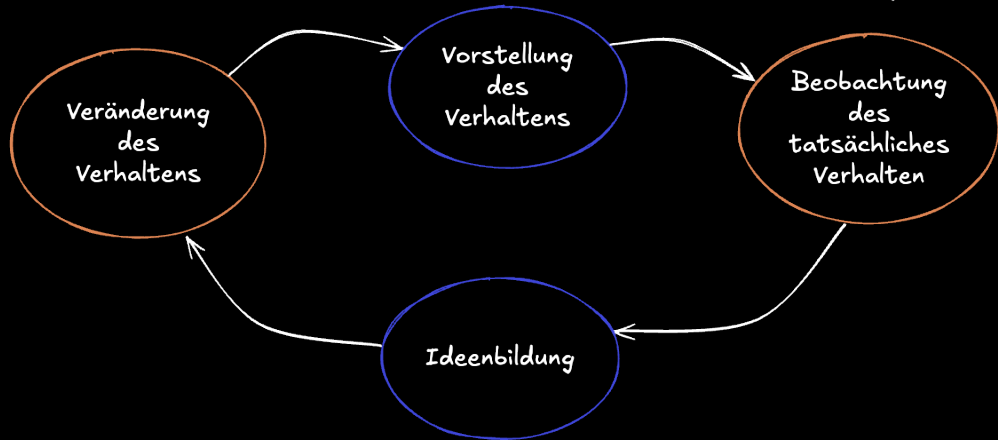 Veränderung
des
Verhaltens
Vorstellung
des
Verhaltens
Beobachtung
des
tatsächliches
Verhalten
Ideenbildung